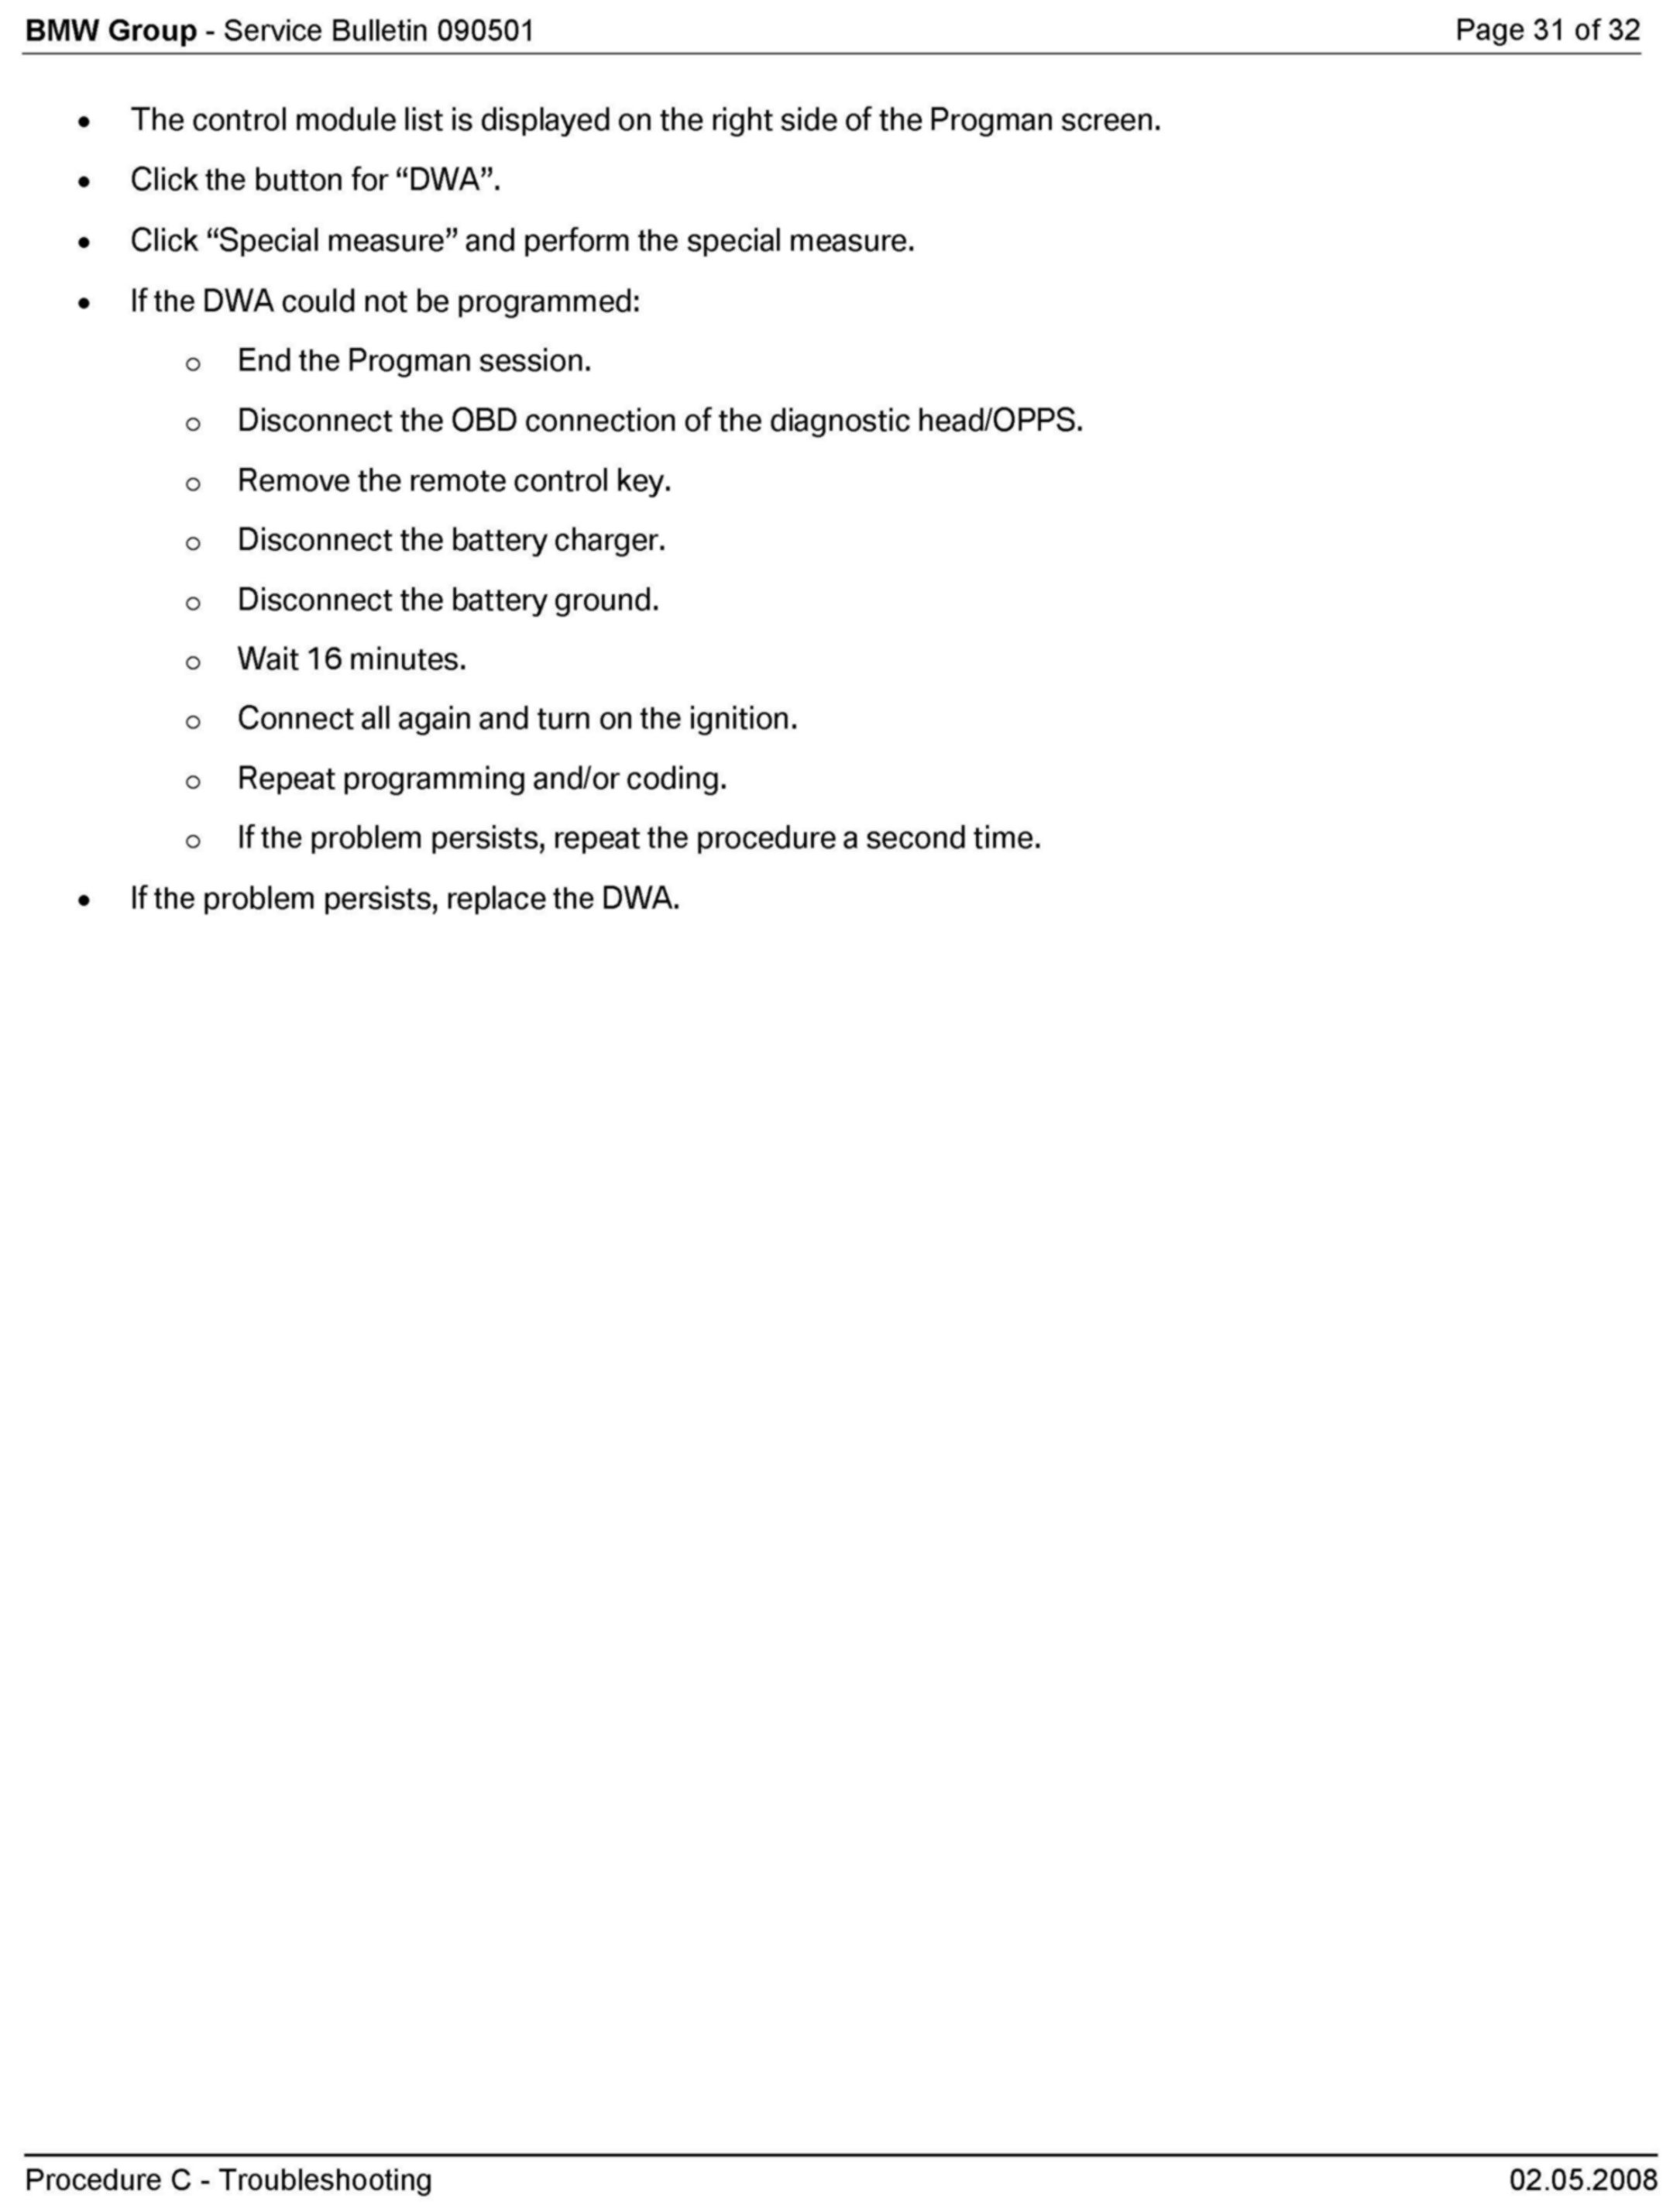 BMW Group - Service Bulletin 090501 Page 31 of 32
• The control module list is displayed on the right side of the Progman screen.
• Click the button for “DWA”.
• Click “Special measure” and perform the special measure.
• If the DWA could not be programmed:
o End the Progman session.
o Disconnect the OBD connection of the diagnostic head/OPPS.
o Remove the remote control key.
o Disconnect the battery charger.
o Disconnect the battery ground.
o Wait 16 minutes.
o Connect all again and turn on the ignition.
o Repeat programming and/or coding.
o If the problem persists, repeat the procedure a second time.
• If the problem persists, replace the DWA.
Procedure C - Troubleshooting 02.05.2008